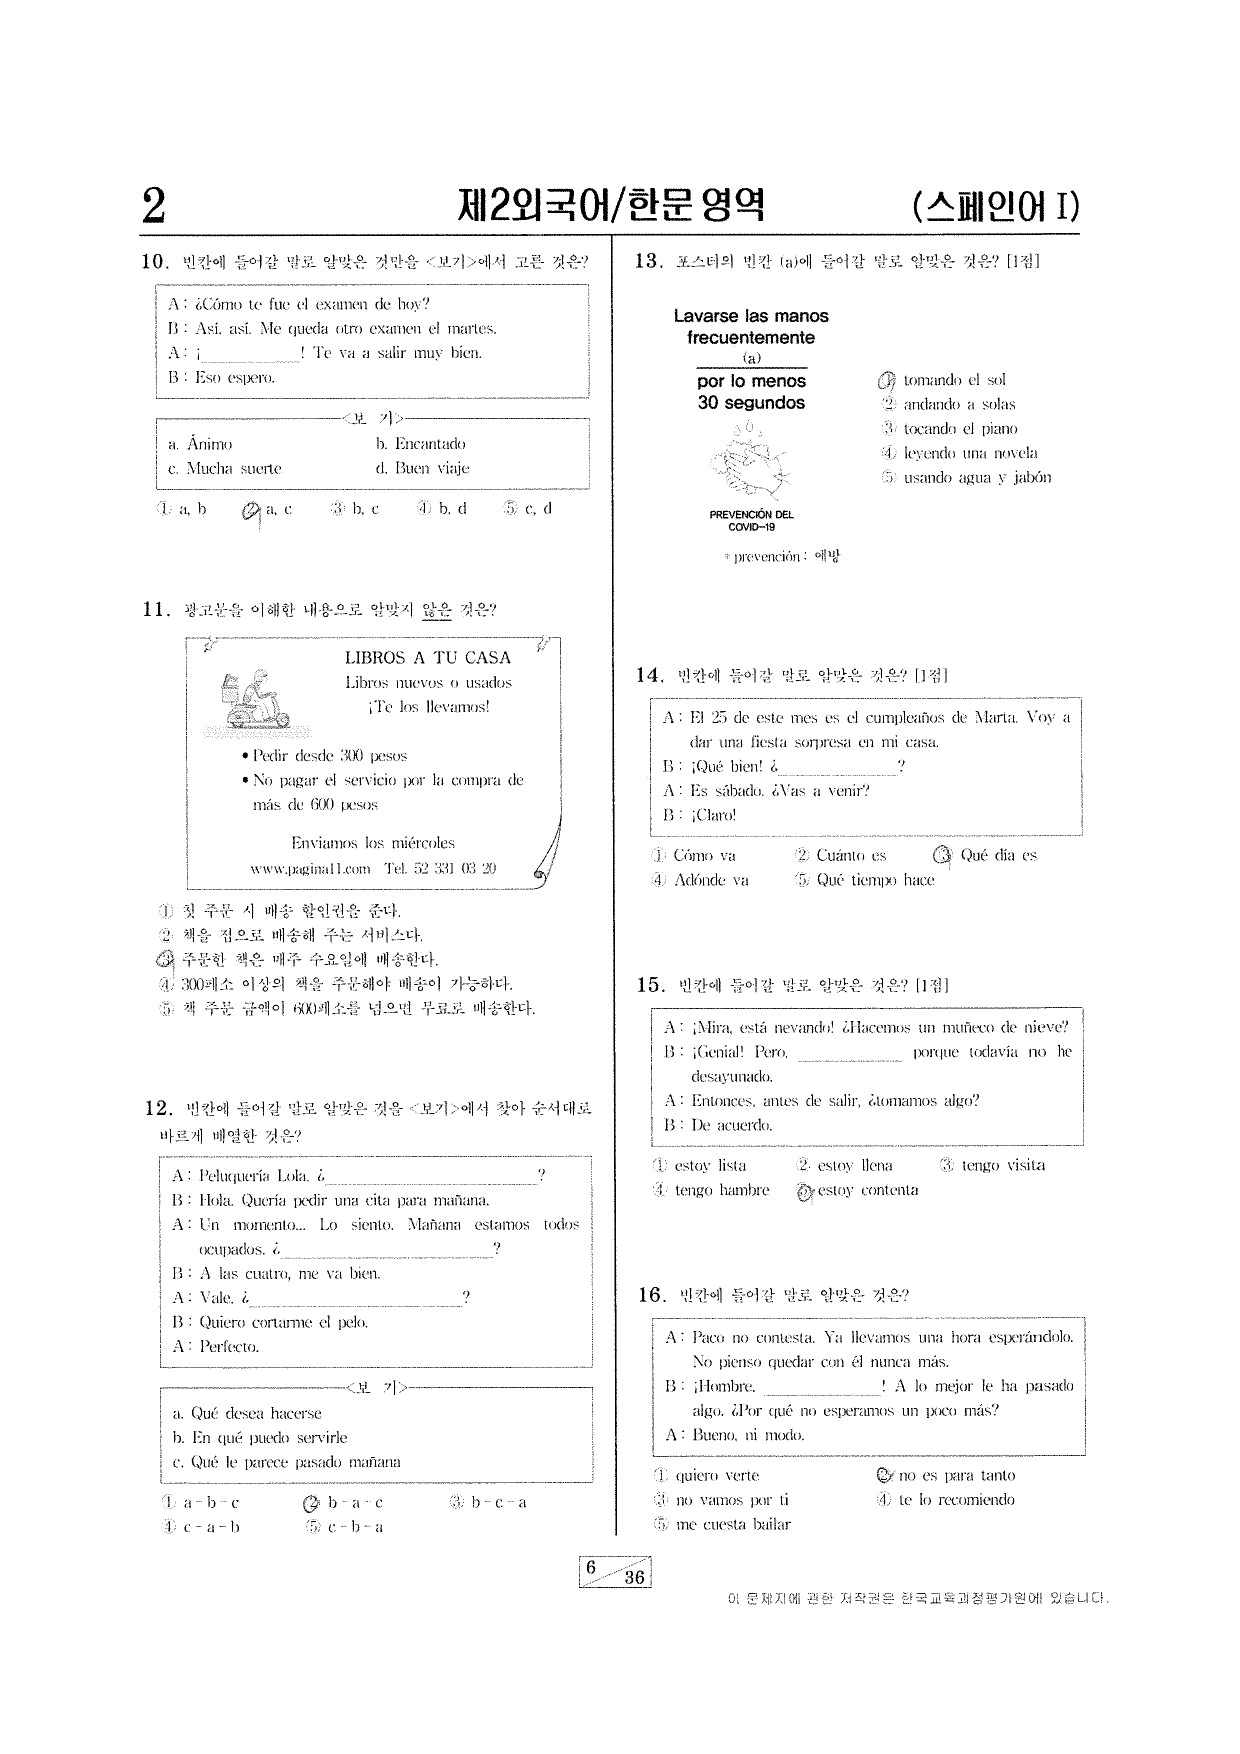 2
제2외국어/한문 영역
(스페인어 I)
10. 빈칸에 들어갈 말로 알맞은 것만을 <보기>에서 고른 것은?
A : ¿Cómo te fue el examen de hoy?
B : Así, así. Me queda otro examen el martes.
A : ¡____________! Te va a salir muy bien.
B : Eso espero.
<보 기>
a. Ánimo b. Encantado
c. Mucha suerte d. Buen viaje
① a, b ② a, c ③ b, c ④ b, d ⑤ c, d
11. 광고문을 이해한 내용으로 알맞지 않은 것은?
LIBROS A TU CASA
Libros nuevos o usados
¡Te los llevamos!
• Pedir desde 300 pesos
• No pagar el servicio por la compra de
más de 600 pesos
Enviamos los miércoles
www.pagina11.com Tel. 52 331 03 20
① 첫 주문 시 배송 할인권을 준다.
② 책을 집으로 배송해 주는 서비스다.
③ 주문한 책은 매주 수요일에 배송한다.
④ 300페소 이상의 책을 주문해야 배송이 가능하다.
⑤ 책 주문 금액이 600페소를 넘으면 무료로 배송한다.
12. 빈칸에 들어갈 말로 알맞은 것을 <보기>에서 찾아 순서대로
바르게 배열한 것은?
A : Peluquería Lola. ¿____________?
B : Hola. Quería pedir una cita para mañana.
A : Un momento... Lo siento. Mañana estamos todos
ocupados. ¿____________?
B : A las cuatro, me va bien.
A : Vale. ¿____________?
B : Quiero cortarme el pelo.
A : Perfecto.
<보 기>
a. Qué desea hacerse
b. En qué puedo servirle
c. Qué le parece pasado mañana
① a - b - c ② b - a - c ③ b - c - a
④ c - a - b ⑤ c - b - a
13. 포스터의 빈칸 (a)에 들어갈 말로 알맞은 것은? [1점]
Lavarse las manos
frecuentemente
(a)
por lo menos
30 segundos
PREVENCIÓN DEL
COVID-19
* prevención : 예방
① tomando el sol
② andando a solas
③ tocando el piano
④ leyendo una novela
⑤ usando agua y jabón
14. 빈칸에 들어갈 말로 알맞은 것은? [1점]
A : El 25 de este mes es el cumpleaños de Marta. Voy a
dar una fiesta sorpresa en mi casa.
B : ¡Qué bien! ¿____________?
A : Es sábado. ¿Vas a venir?
B : ¡Claro!
① Cómo va ② Cuánto es ③ Qué día es
④ Adónde va ⑤ Qué tiempo hace
15. 빈칸에 들어갈 말로 알맞은 것은? [1점]
A : ¡Mira, está nevando! ¿Hacemos un muñeco de nieve?
B : ¡Genial! Pero, ____________ porque todavía no he
desayunado.
A : Entonces, antes de salir, ¿tomamos algo?
B : De acuerdo.
① estoy lista ② estoy llena ③ tengo visita
④ tengo hambre ⑤ estoy contenta
16. 빈칸에 들어갈 말로 알맞은 것은?
A : Paco no contesta. Ya llevamos una hora esperándolo.
No pienso quedar con él nunca más.
B : ¡Hombre, ____________! A lo mejor le ha pasado
algo. ¿Por qué no esperamos un poco más?
A : Bueno, ni modo.
① quiero verte ② no es para tanto
③ no vamos por ti ④ te lo recomiendo
⑤ me cuesta bailar
6
36
이 문제지에 관한 저작권은 한국교육과정평가원에 있습니다.